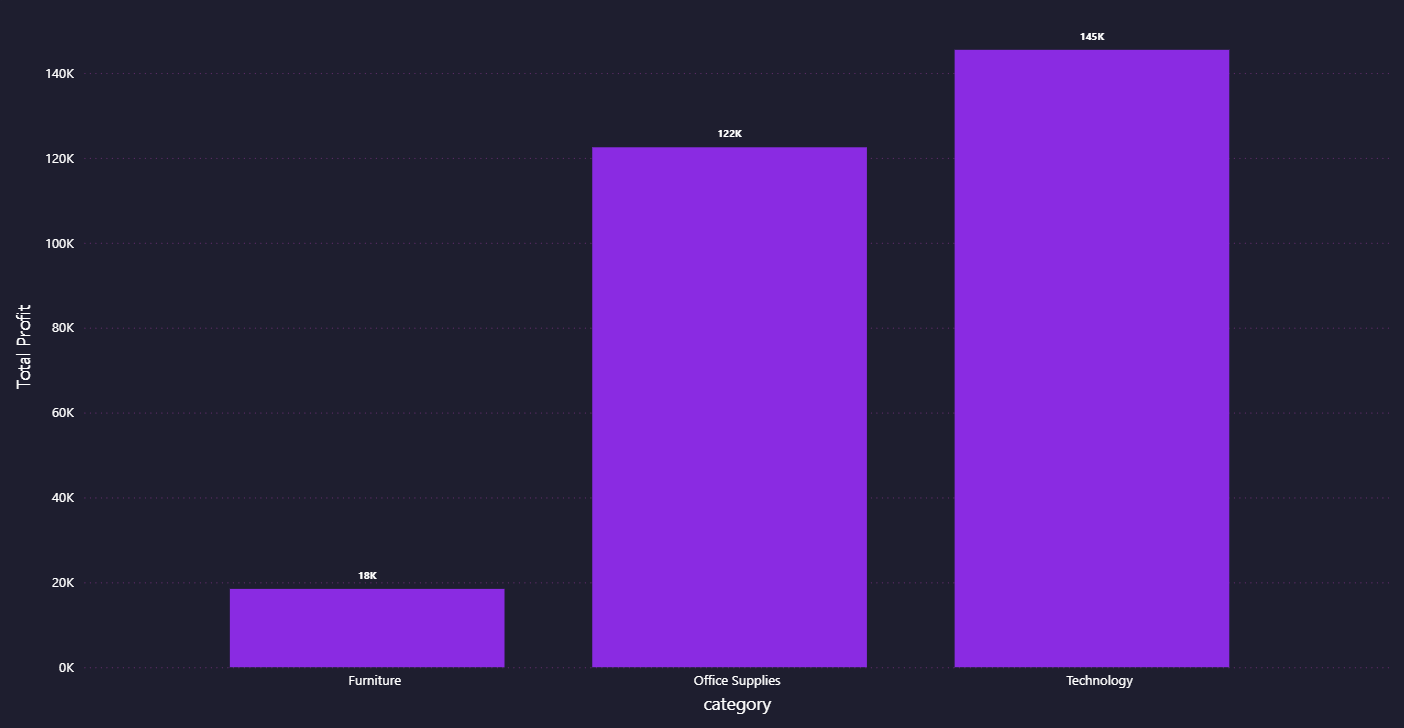 145K
140K
122K
120K
100K
80K
Total Profit
60K
40K
18K
20K
0K
Furniture
Office Supplies
Technology
category